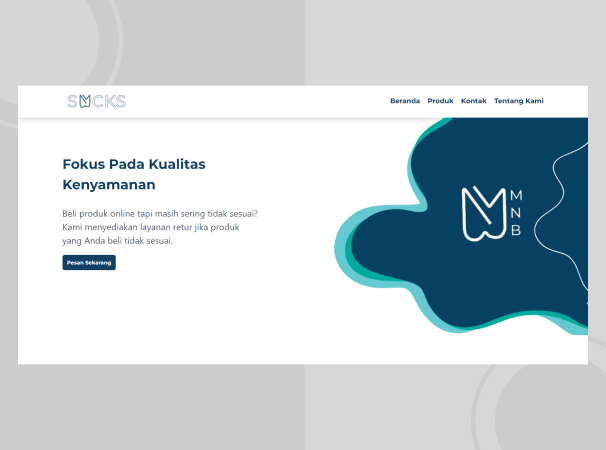 SMCKS
Beranda Produk Kontak Tentang Kami
Fokus Pada Kualitas
Kenyamanan
Beli produk online tapi masih sering tidak sesuai?
Kami menyediakan layanan retur jika produk
yang Anda beli tidak sesuai.
Pesan Sekarang
M
N
B